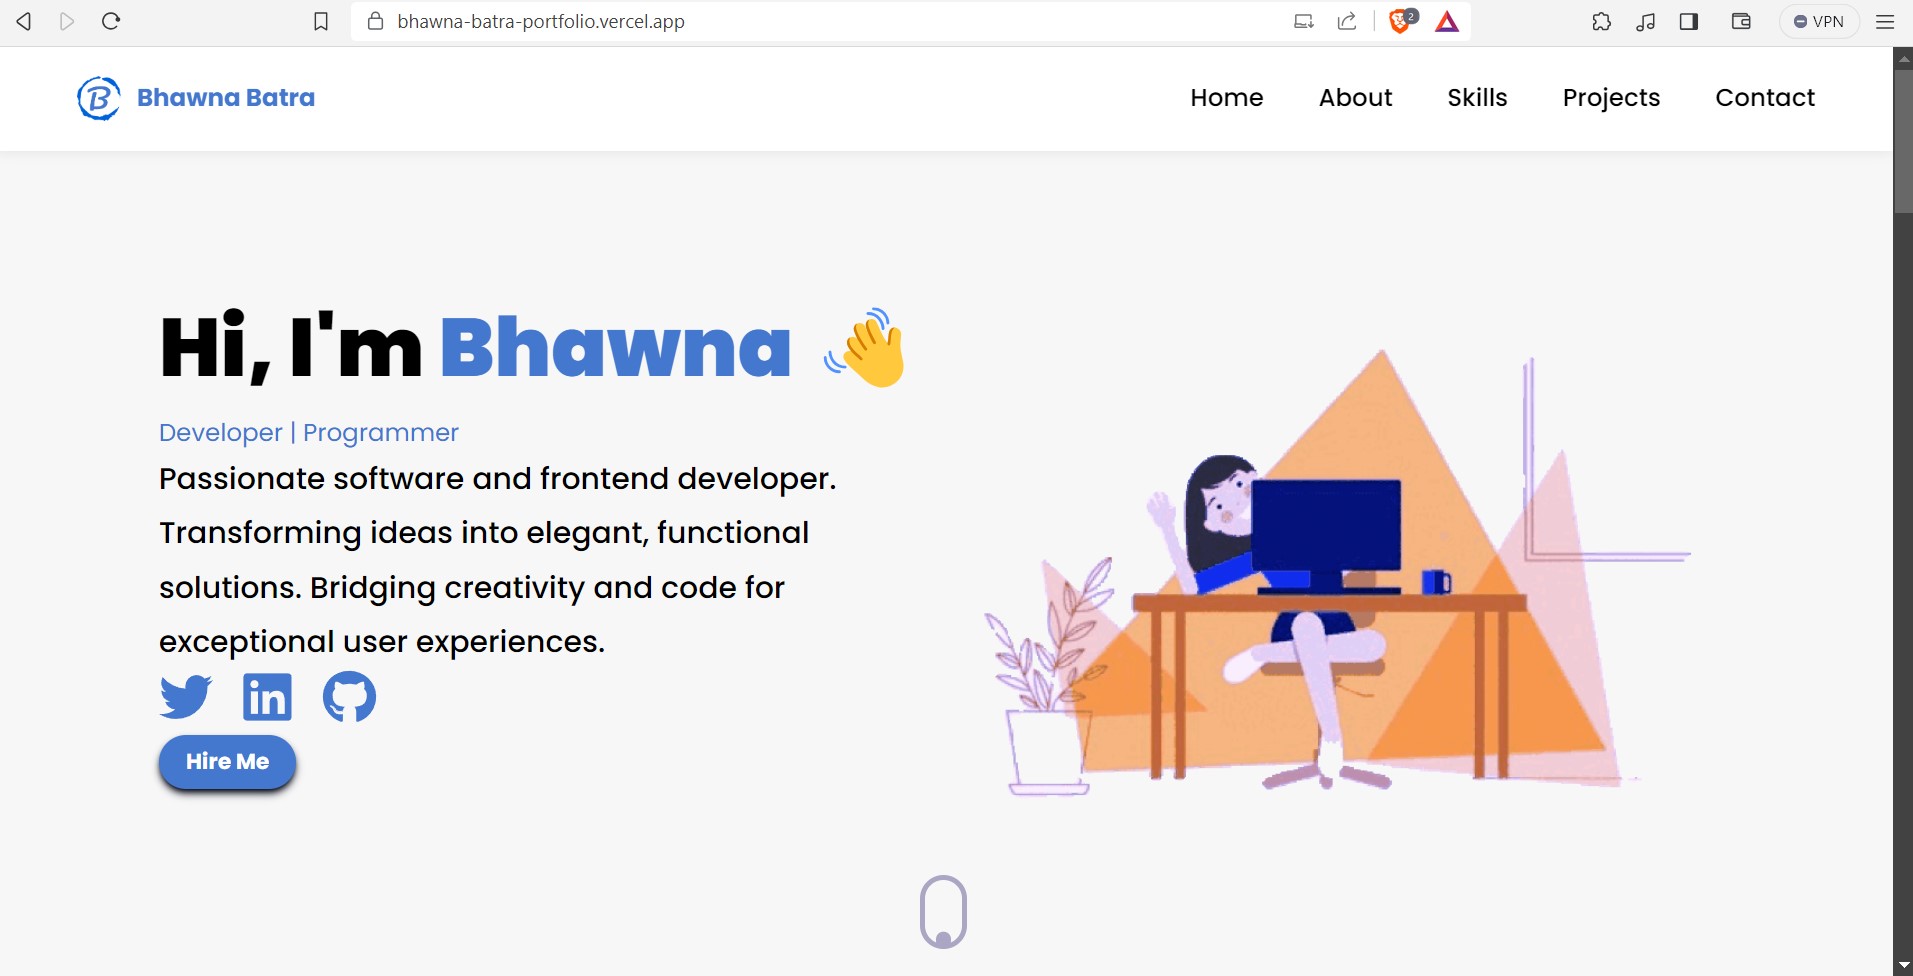 bhawna-batra-portfolio.vercel.app
2
VPN
B Bhawna Batra
Home About Skills Projects Contact
Hi, I'm Bhawna 👋
Developer | Programmer
Passionate software and frontend developer.
Transforming ideas into elegant, functional
solutions. Bridging creativity and code for
exceptional user experiences.
in
Hire Me